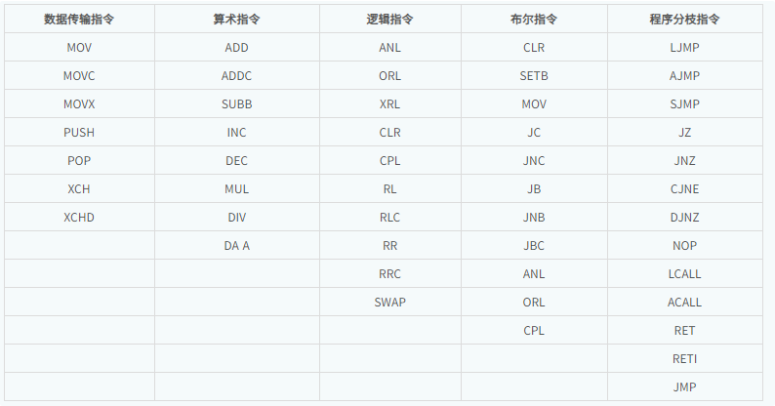 数据传输指令 算术指令 逻辑指令 布尔指令 程序分枝指令
MOV ADD ANL CLR LJMP
MOVC ADDC ORL SETB AJMP
MOVX SUBB XRL MOV SJMP
PUSH INC CLR JC JZ
POP DEC CPL JNC JNZ
XCH MUL RL JB CJNE
XCHD DIV RLC JNB DJNZ
DA A RR JBC NOP
RRC ANL LCALL
SWAP ORL ACALL
CPL RET
RETI
JMP